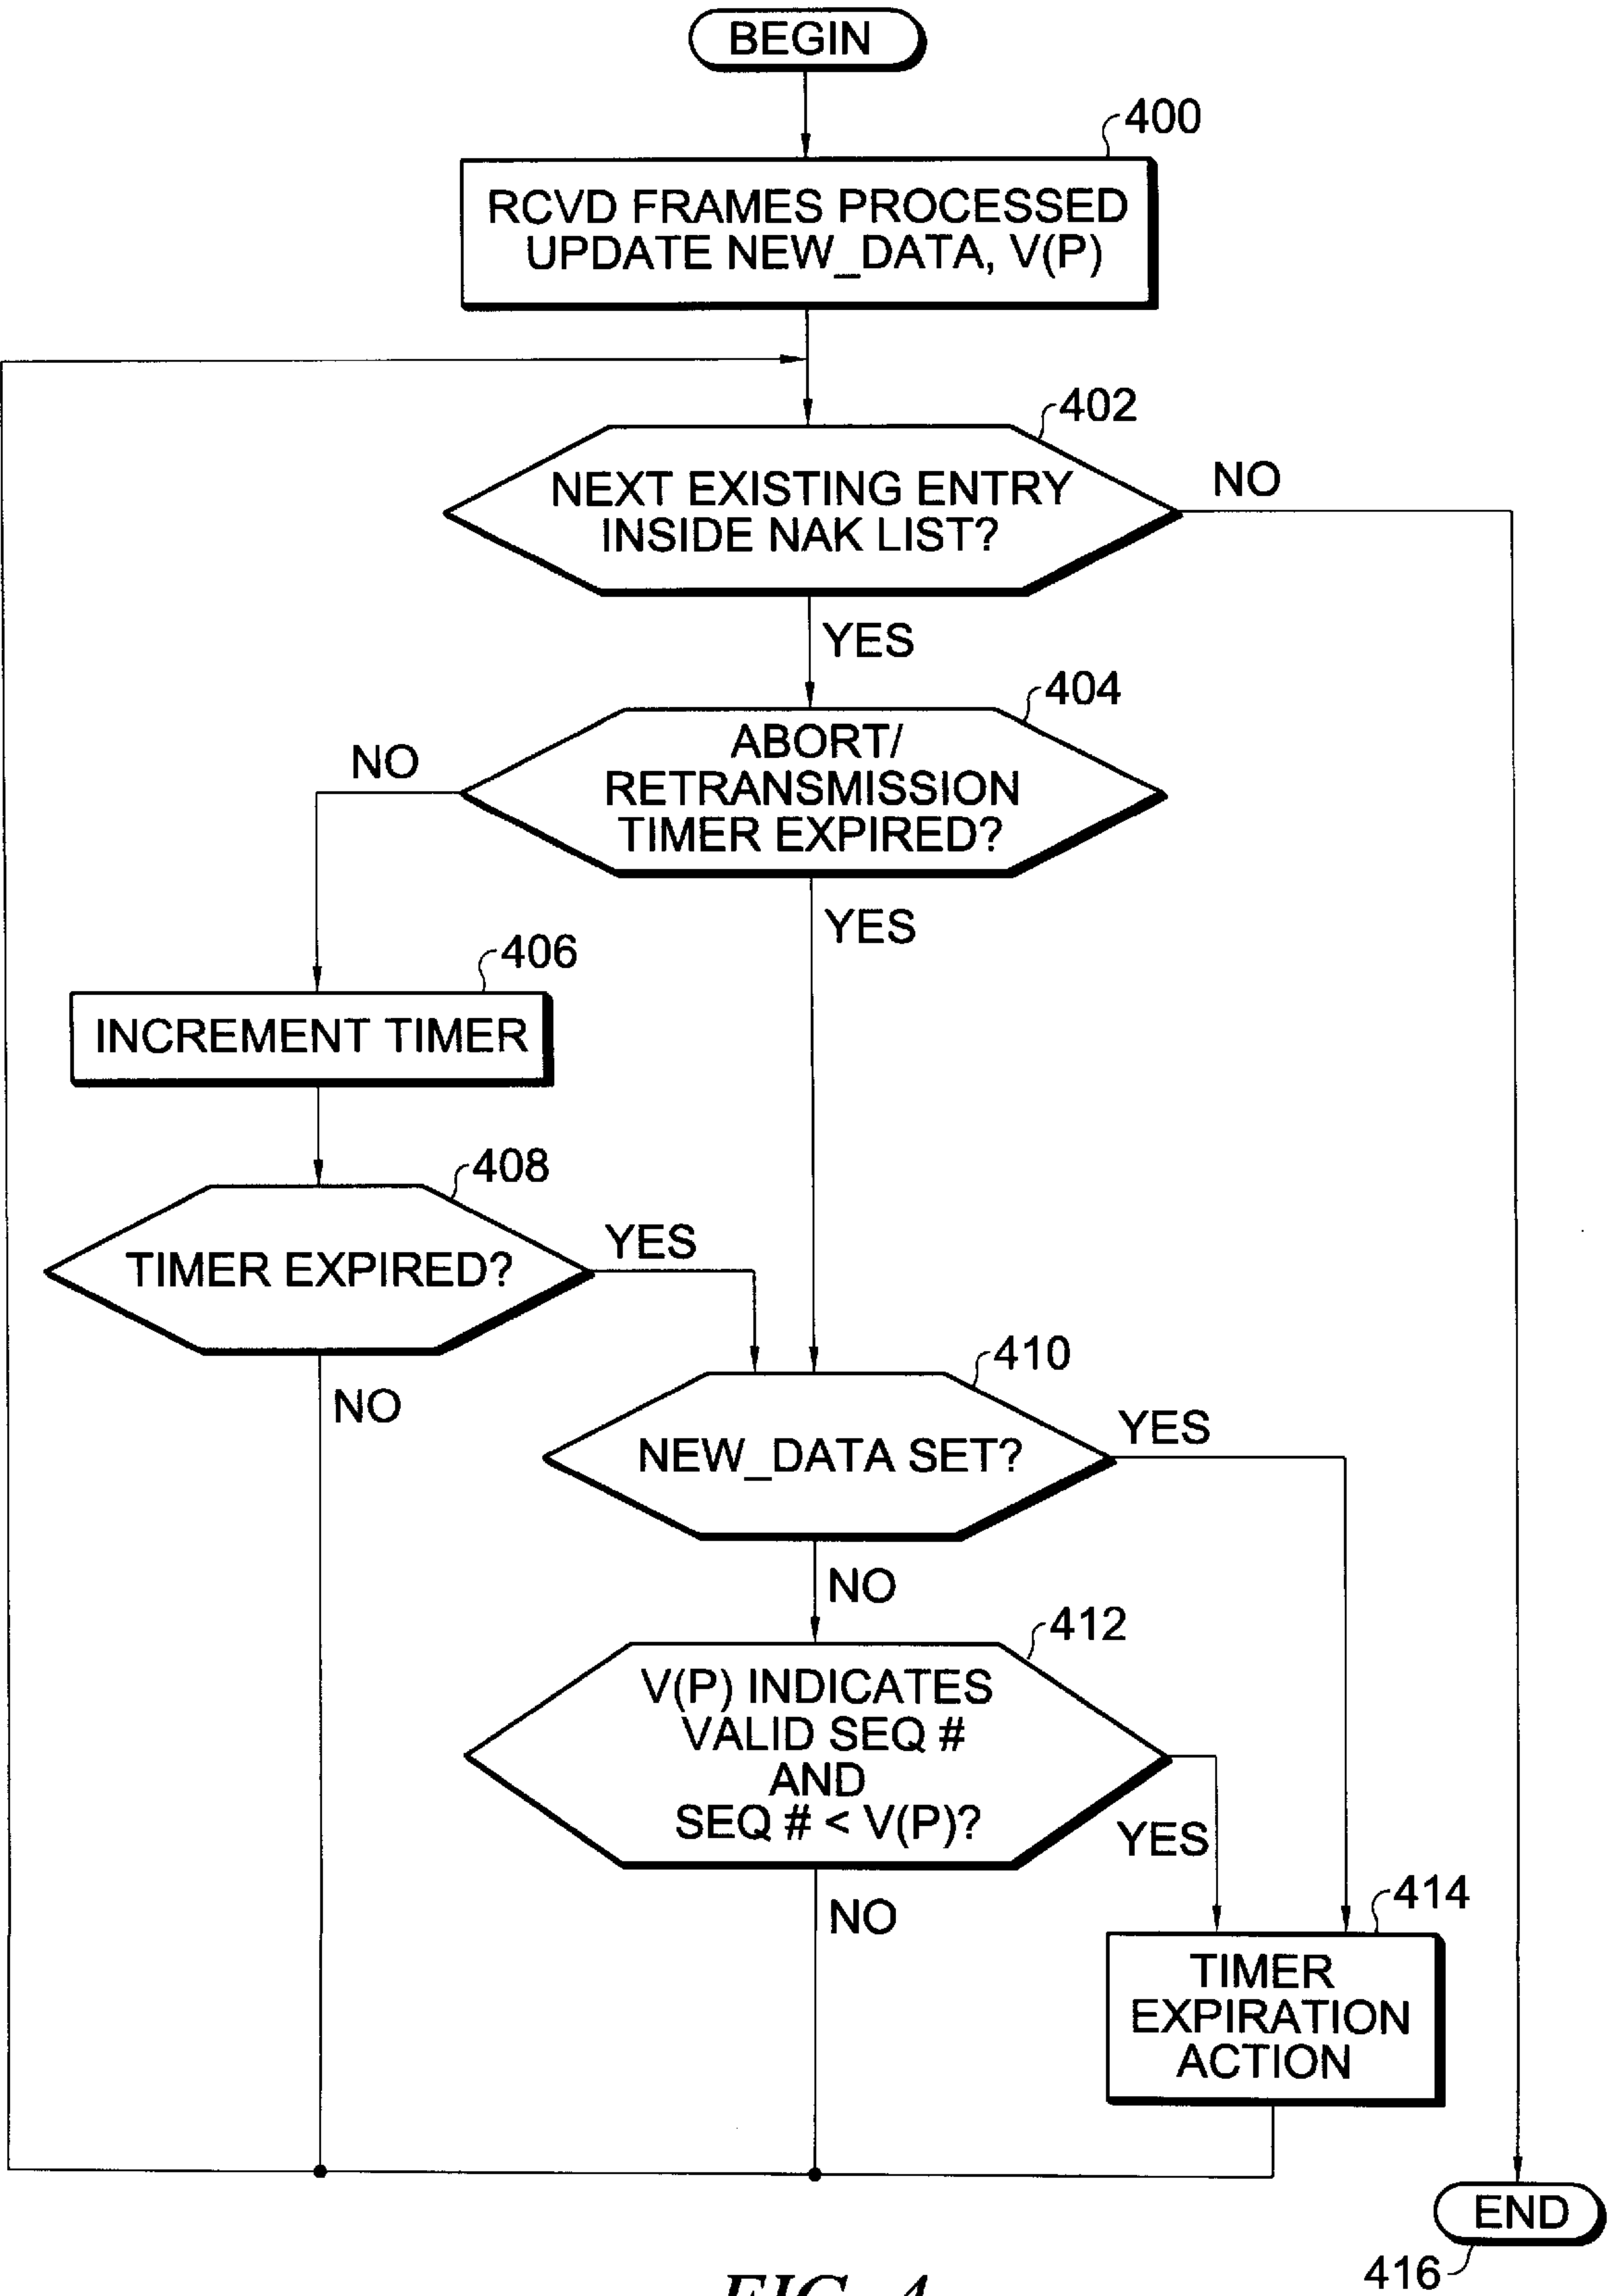 BEGIN
400
RCVD FRAMES PROCESSED
UPDATE NEW_DATA, V(P)
402
NEXT EXISTING ENTRY
INSIDE NAK LIST?
NO
YES
404
ABORT/
RETRANSMISSION
TIMER EXPIRED?
NO
YES
406
INCREMENT TIMER
408
TIMER EXPIRED?
YES
NO
410
NEW_DATA SET?
YES
NO
412
V(P) INDICATES
VALID SEQ #
AND
SEQ # < V(P)?
YES
NO
414
TIMER
EXPIRATION
ACTION
END
416
FIG. 4